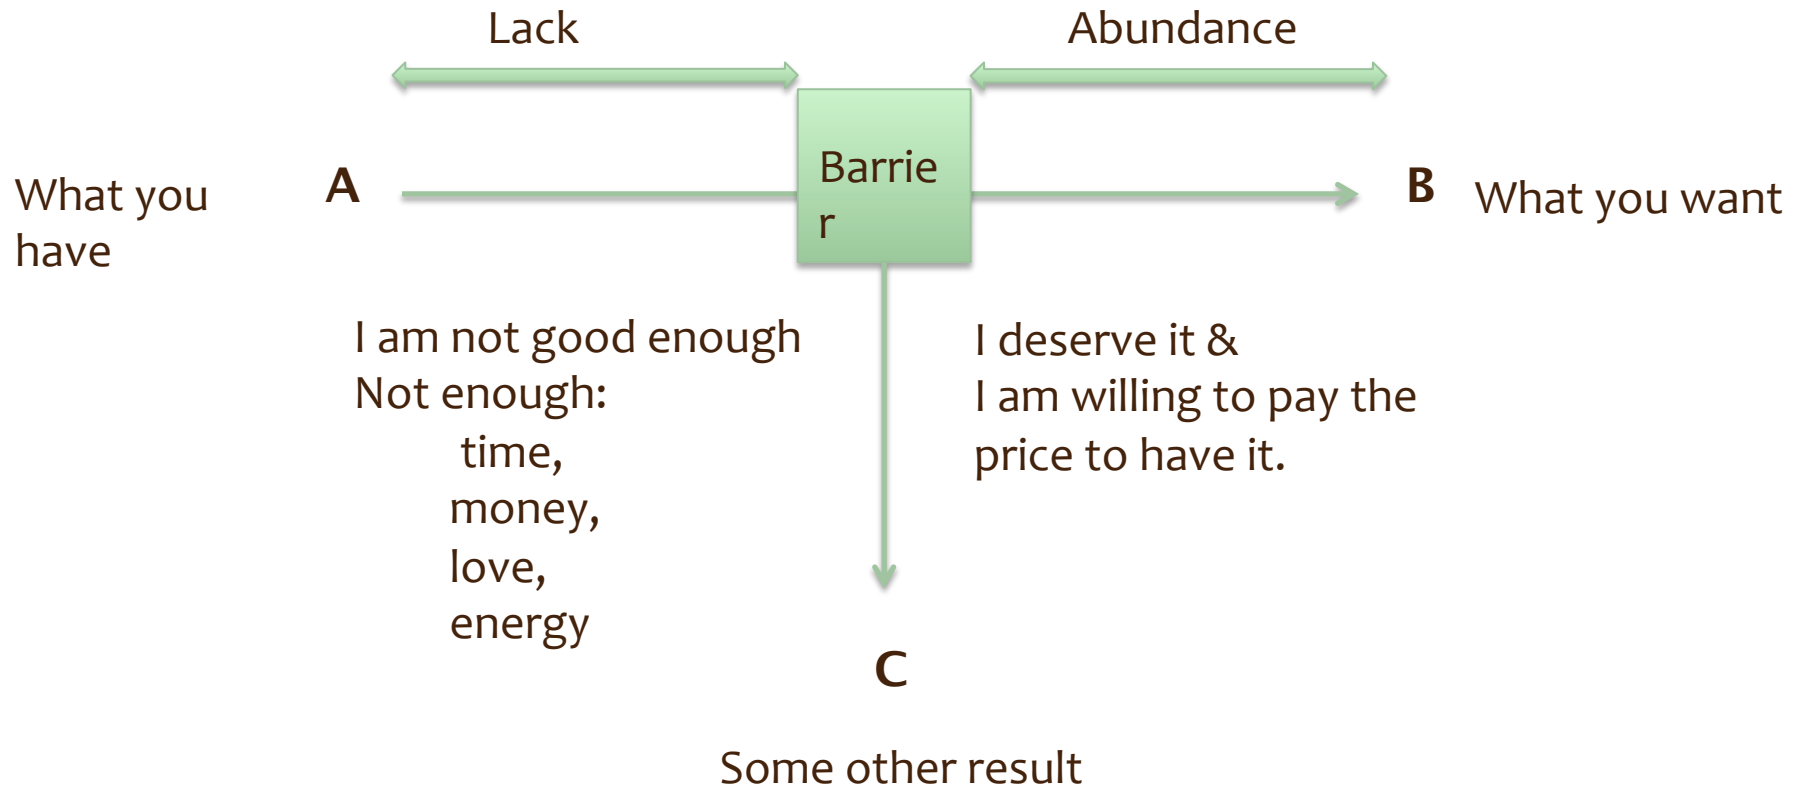 Lack
Abundance
What you
have
A
Barrie
r
B
What you want
I am not good enough
Not enough:
time,
money,
love,
energy
I deserve it &
I am willing to pay the
price to have it.
C
Some other result